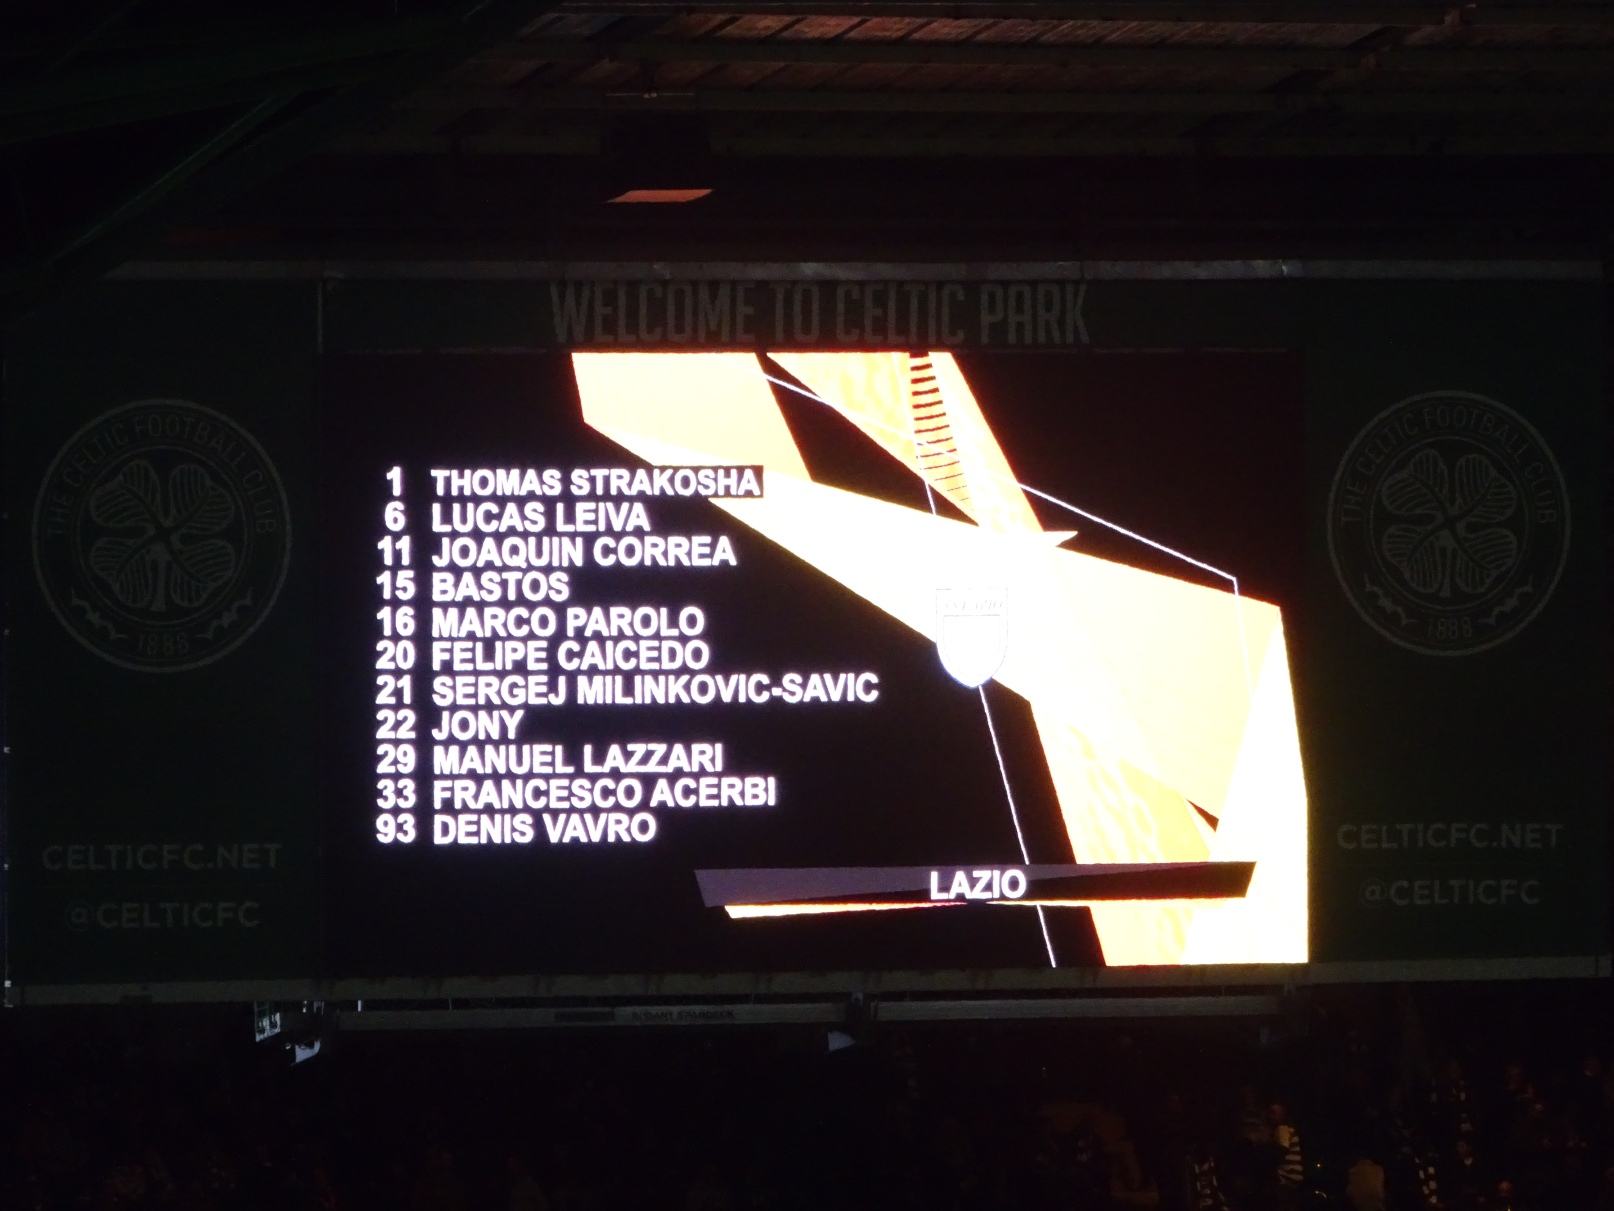 WELCOME TO CELTIC PARK
THE CELTIC FOOTBALL CLUB
1888
THE CELTIC FOOTBALL CLUB
1888
1 THOMAS STRAKOSHA
6 LUCAS LEIVA
11 JOAQUIN CORREA
15 BASTOS
16 MARCO PAROLO
20 FELIPE CAICEDO
21 SERGEJ MILINKOVIC-SAVIC
22 JONY
29 MANUEL LAZZARI
33 FRANCESCO ACERBI
93 DENIS VAVRO
S.S. LAZIO
LAZIO
CELTICFC.NET
@CELTICFC
CELTICFC.NET
@CELTICFC